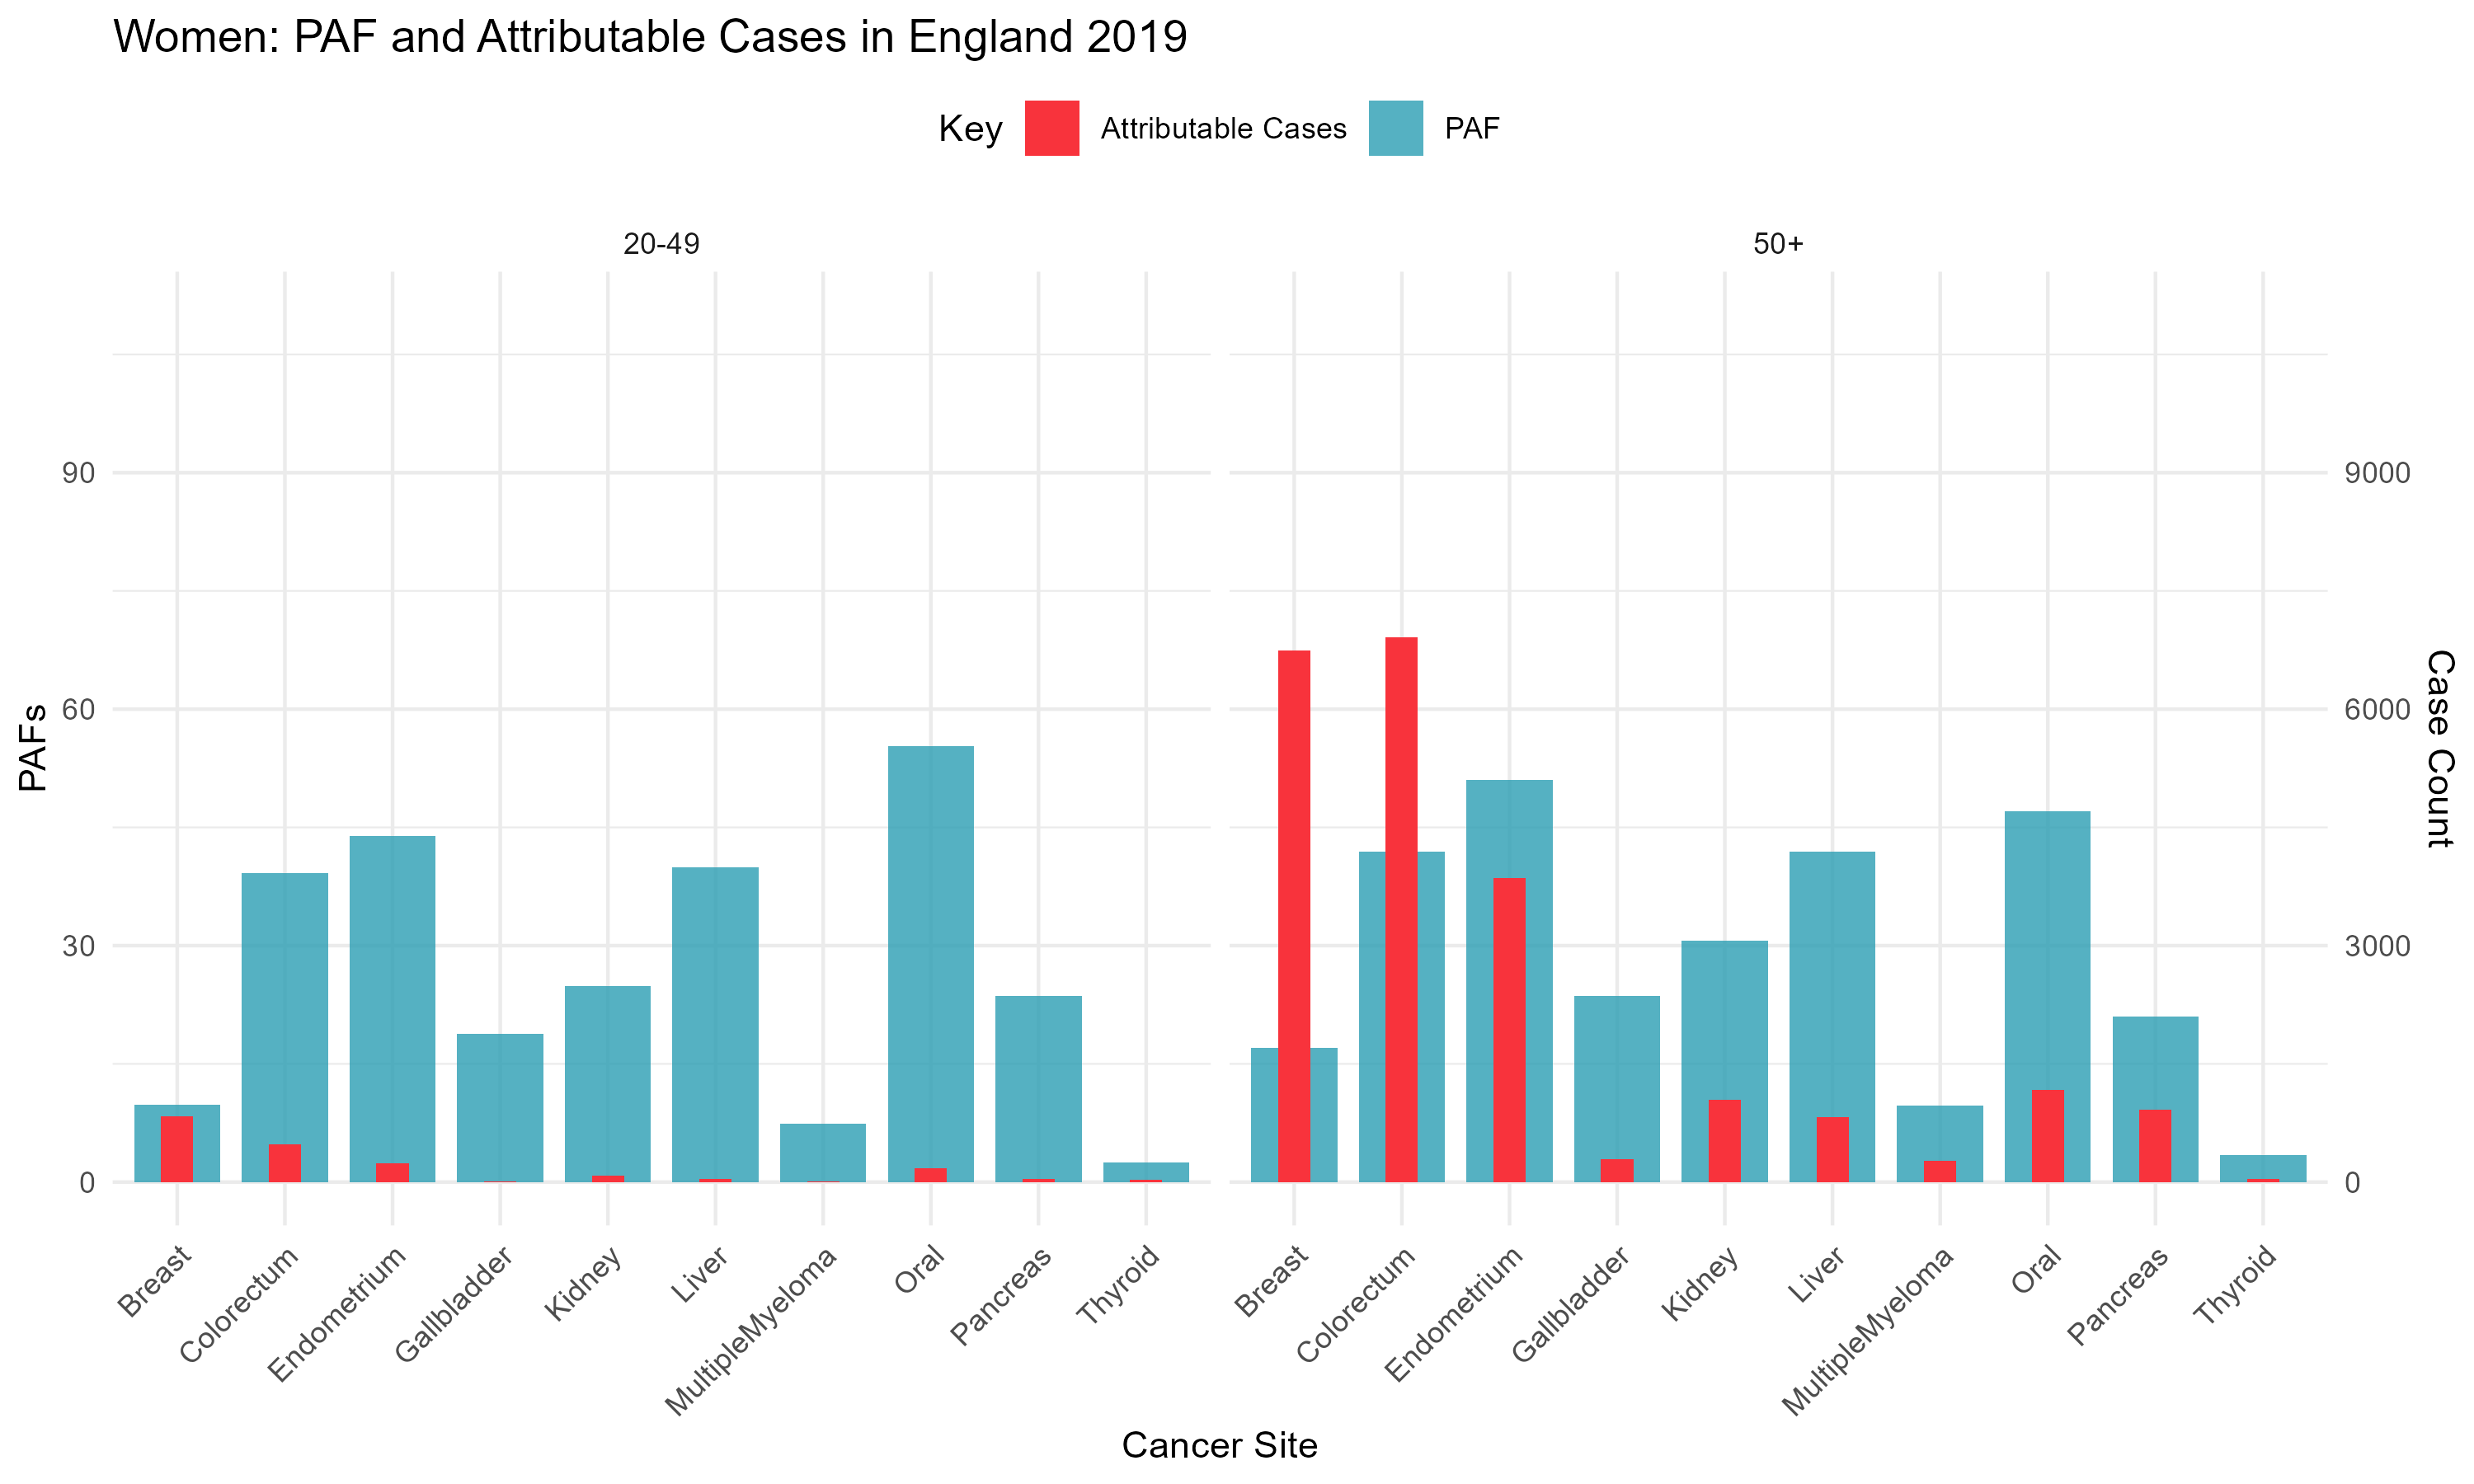 Women: PAF and Attributable Cases in England 2019
Key Attributable Cases PAF
20-49 50+
90 9000
60 6000
30 3000
0 0
PAFs
Case Count
Breast Colorectum Endometrium Gallbladder Kidney Liver MultipleMyeloma Oral Pancreas Thyroid Breast Colorectum Endometrium Gallbladder Kidney Liver MultipleMyeloma Oral Pancreas Thyroid
Cancer Site